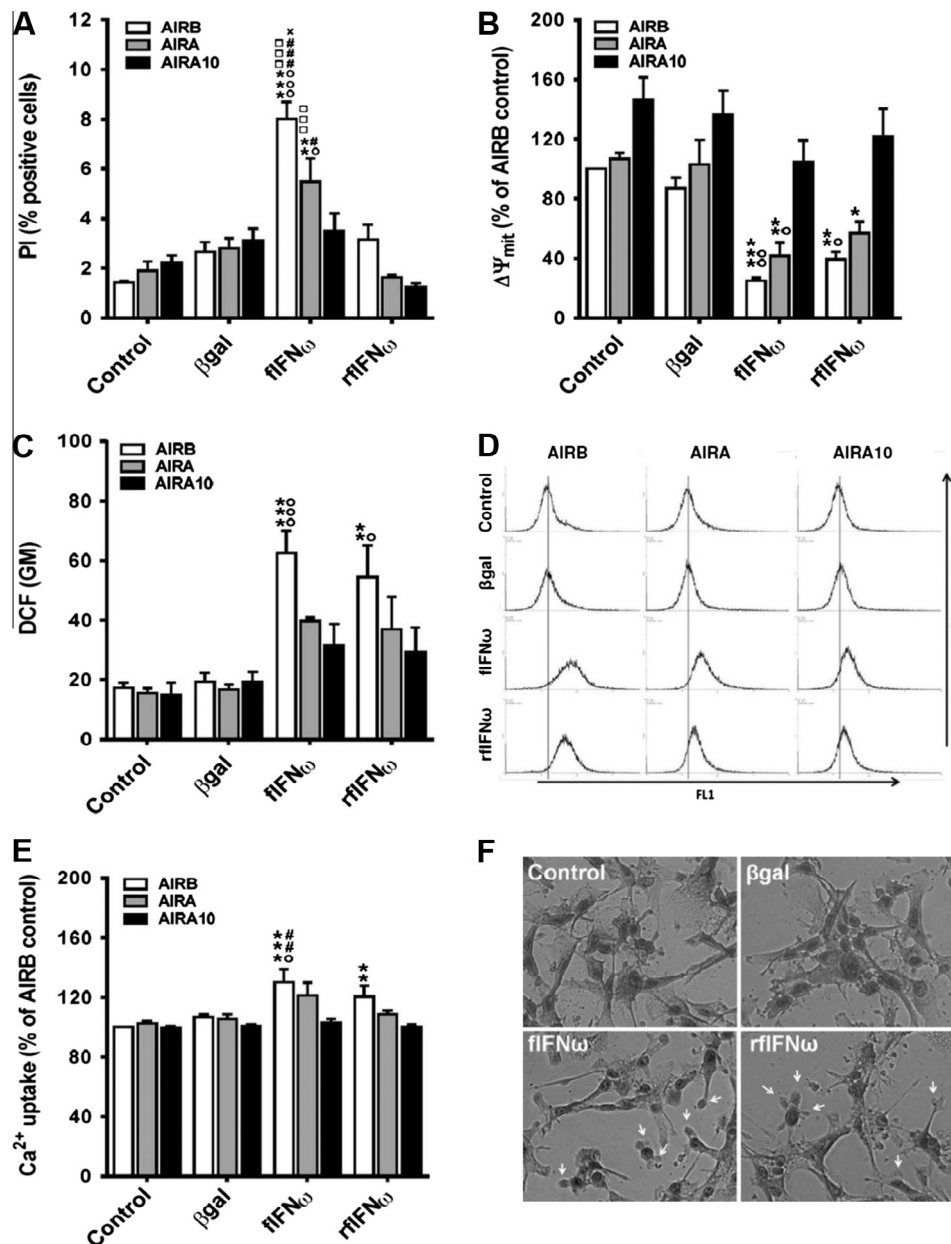 A
AIRB
AIRA
AIRA10
PI (% positive cells)
12
10
8
6
4
2
0
Control
βgal
fIFNω
rfIFNω
B
AIRB
AIRA
AIRA10
ΔΨmit (% of AIRB control)
200
160
120
80
40
0
Control
βgal
fIFNω
rfIFNω
C
AIRB
AIRA
AIRA10
DCF (GM)
100
80
60
40
20
0
Control
βgal
fIFNω
rfIFNω
D
AIRB AIRA AIRA10
Control
βgal
fIFNω
rfIFNω
FL1
E
AIRB
AIRA
AIRA10
Ca2+ uptake (% of AIRB control)
200
160
120
80
40
0
Control
βgal
fIFNω
rfIFNω
F
Control
βgal
fIFNω
rfIFNω